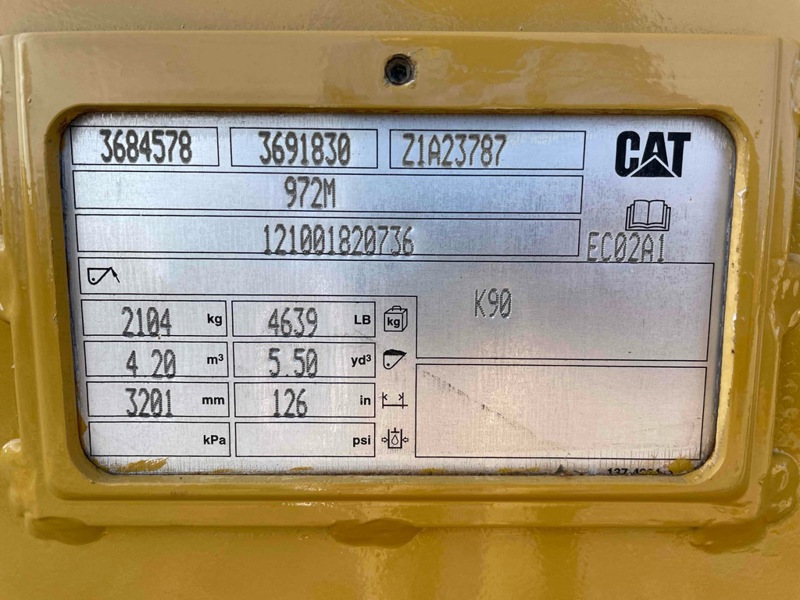 3684578 3691830 Z1A23787 CAT
972M
121001820736 EC02A1
K90
2104 kg 4639 LB kg
4.20 m³ 5.50 yd³
3201 mm 126 in
kPa psi